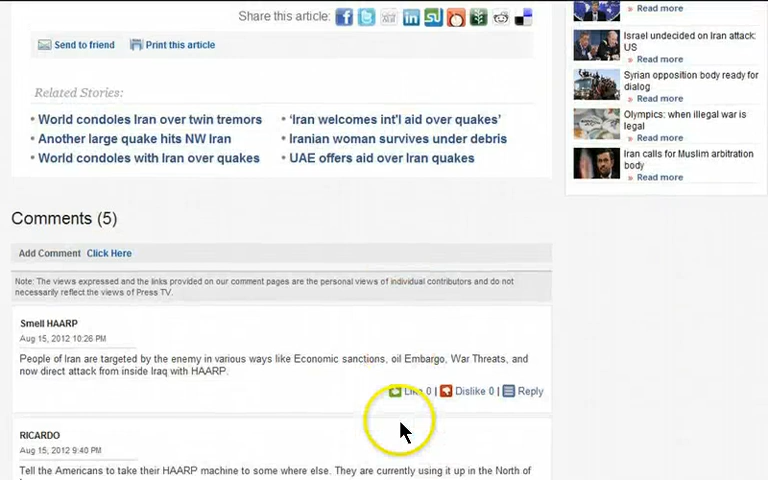 Share this article:
Read more
Send to friend
Print this article
Israel undecided on Iran attack:
US
» Read more
Syrian opposition body ready for
dialog
» Read more
Olympics: when illegal war is
legal
» Read more
Iran calls for Muslim arbitration
body
» Read more
Related Stories:
• World condoles Iran over twin tremors
• Another large quake hits NW Iran
• World condoles with Iran over quakes
• ‘Iran welcomes int'l aid over quakes’
• Iranian woman survives under debris
• UAE offers aid over Iran quakes
Comments (5)
Add Comment Click Here
Note: The views expressed and the links provided on our comment pages are the personal views of individual contributors and do not
necessarily reflect the views of Press TV.
Smell HAARP
Aug 15, 2012 10:26 PM
People of Iran are targeted by the enemy in various ways like Economic sanctions, oil Embargo, War Threats, and
now direct attack from inside Iraq with HAARP.
Like 0 | Dislike 0 | Reply
RICARDO
Aug 15, 2012 9:40 PM
Tell the Americans to take their HAARP machine to some where else. They are currently using it up in the North of